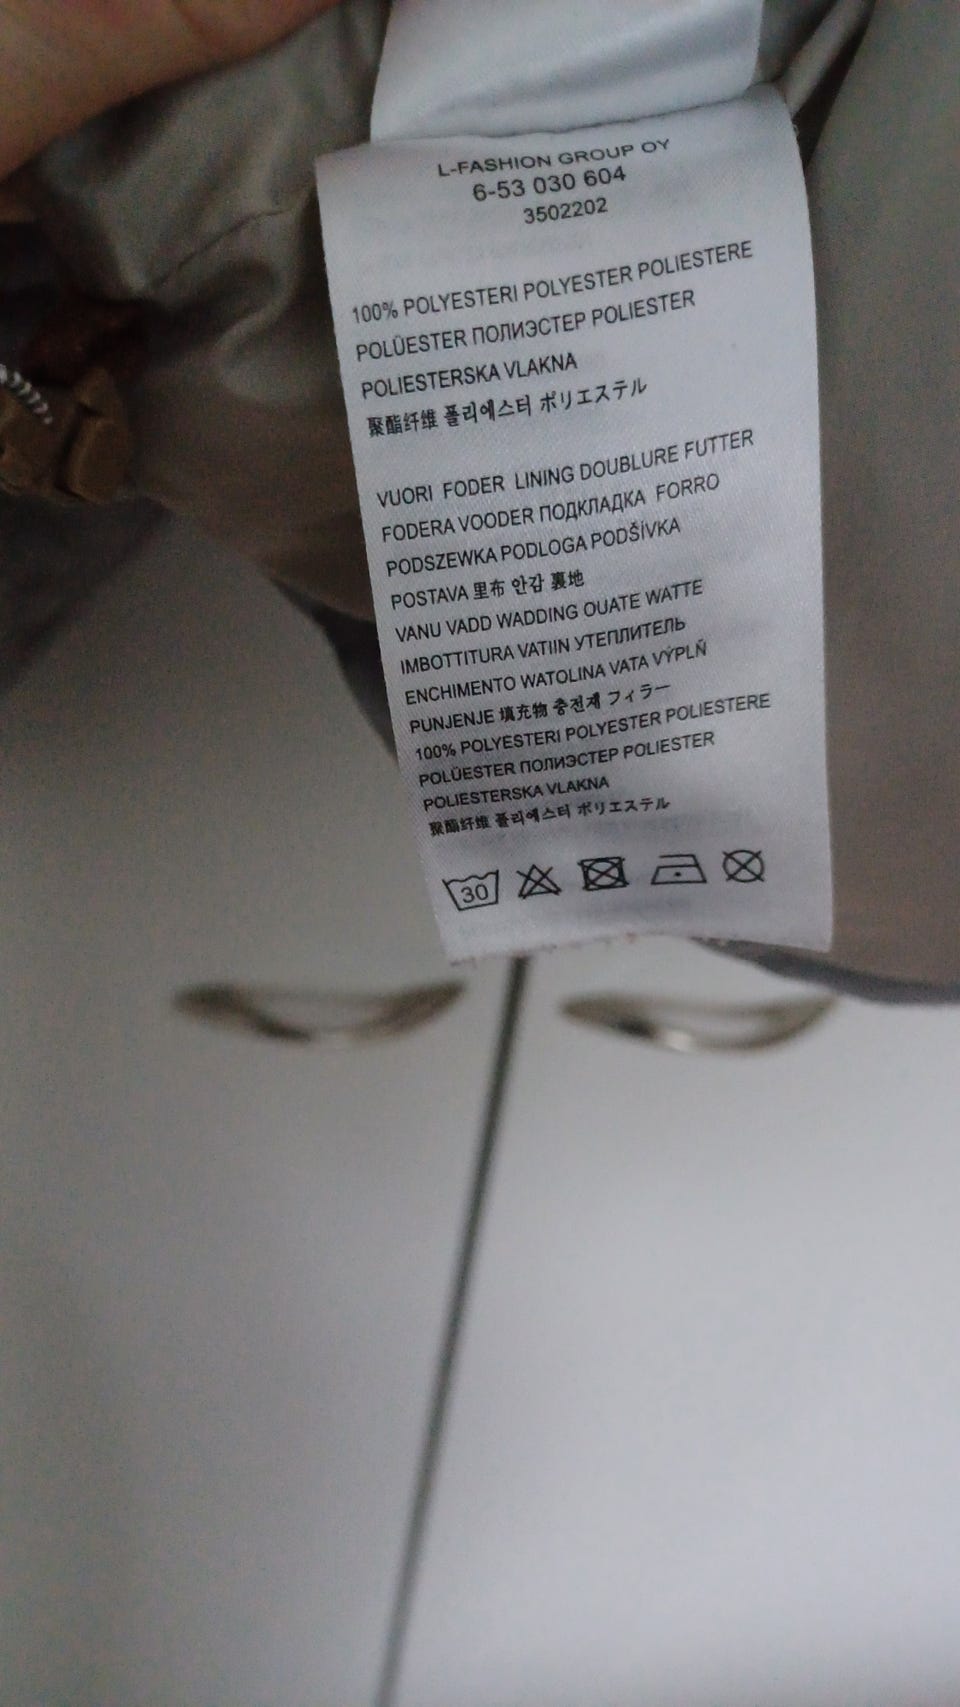 L-FASHION GROUP OY
6-53 030 604
3502202
100% POLYESTERI POLYESTER POLIESTERE
POLÜESTER ПОЛИЭСТЕР POLIESTER
POLIESTERSKA VLAKNA
聚酯纤维 폴리에스터 ポリエステル
VUORI FODER LINING DOUBLURE FUTTER
FODERA VOODER ПОДКЛАДКА FORRO
PODSZEWKA PODLOGA PODŠÍVKA
POSTAVA 里布 안감 裏地
VANU VADD WADDING OUATE WATTE
IMBOTTITURA VATIIN УТЕПЛИТЕЛЬ
ENCHIMENTO WATOLINA VATA VÝPLŇ
PUNJENJE 填充物 충전재 フィラー
100% POLYESTERI POLYESTER POLIESTERE
POLÜESTER ПОЛИЭСТЕР POLIESTER
POLIESTERSKA VLAKNA
聚酯纤维 폴리에스터 ポリエステル
30